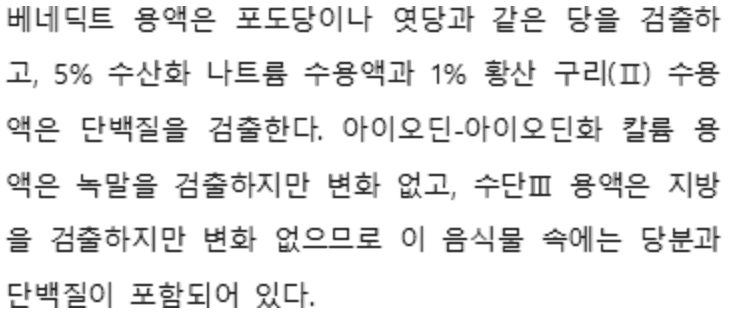 베네딕트 용액은 포도당이나 엿당과 같은 당을 검출하
고, 5% 수산화 나트륨 수용액과 1% 황산 구리(Ⅱ) 수용
액은 단백질을 검출한다. 아이오딘-아이오딘화 칼륨 용
액은 녹말을 검출하지만 변화 없고, 수단Ⅲ 용액은 지방
을 검출하지만 변화 없으므로 이 음식물 속에는 당분과
단백질이 포함되어 있다.